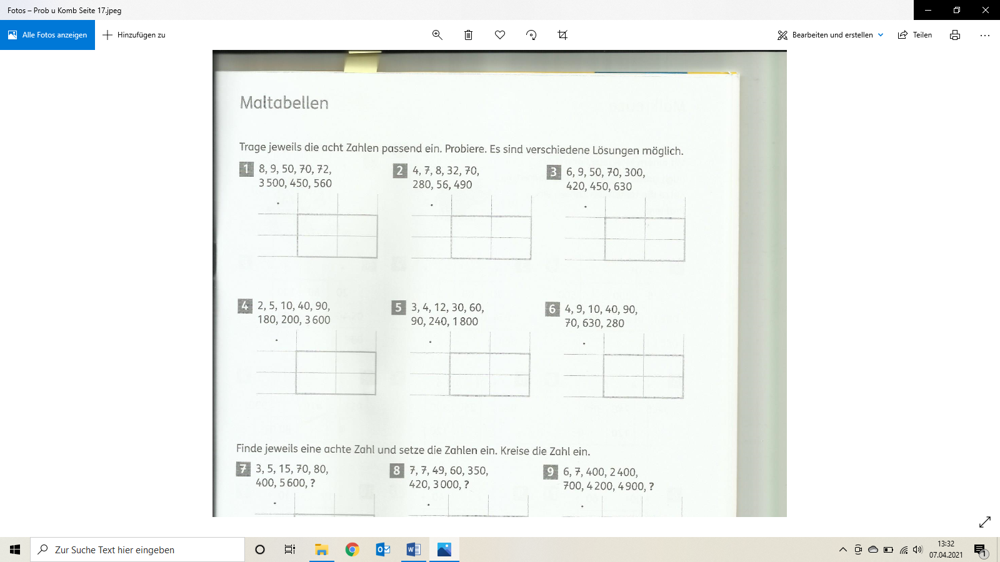 Fotos – Prob u Komb Seite 17.jpeg
Alle Fotos anzeigen
Hinzufügen zu
Bearbeiten und erstellen
Teilen
Maltabellen
Trage jeweils die acht Zahlen passend ein. Probiere. Es sind verschiedene Lösungen möglich.
1 8, 9, 50, 70, 72,
3 500, 450, 560
·
2 4, 7, 8, 32, 70,
280, 56, 490
·
3 6, 9, 50, 70, 300,
420, 450, 630
·
4 2, 5, 10, 40, 90,
180, 200, 3 600
·
5 3, 4, 12, 30, 60,
90, 240, 1 800
·
6 4, 9, 10, 40, 90,
70, 630, 280
·
Finde jeweils eine achte Zahl und setze die Zahlen ein. Kreise die Zahl ein.
7 3, 5, 15, 70, 80,
400, 5 600, ?
·
8 7, 7, 49, 60, 350,
420, 3 000, ?
·
9 6, 7, 400, 2 400,
700, 4 200, 4 900, ?
·
Zur Suche Text hier eingeben
13:32
07.04.2021
1